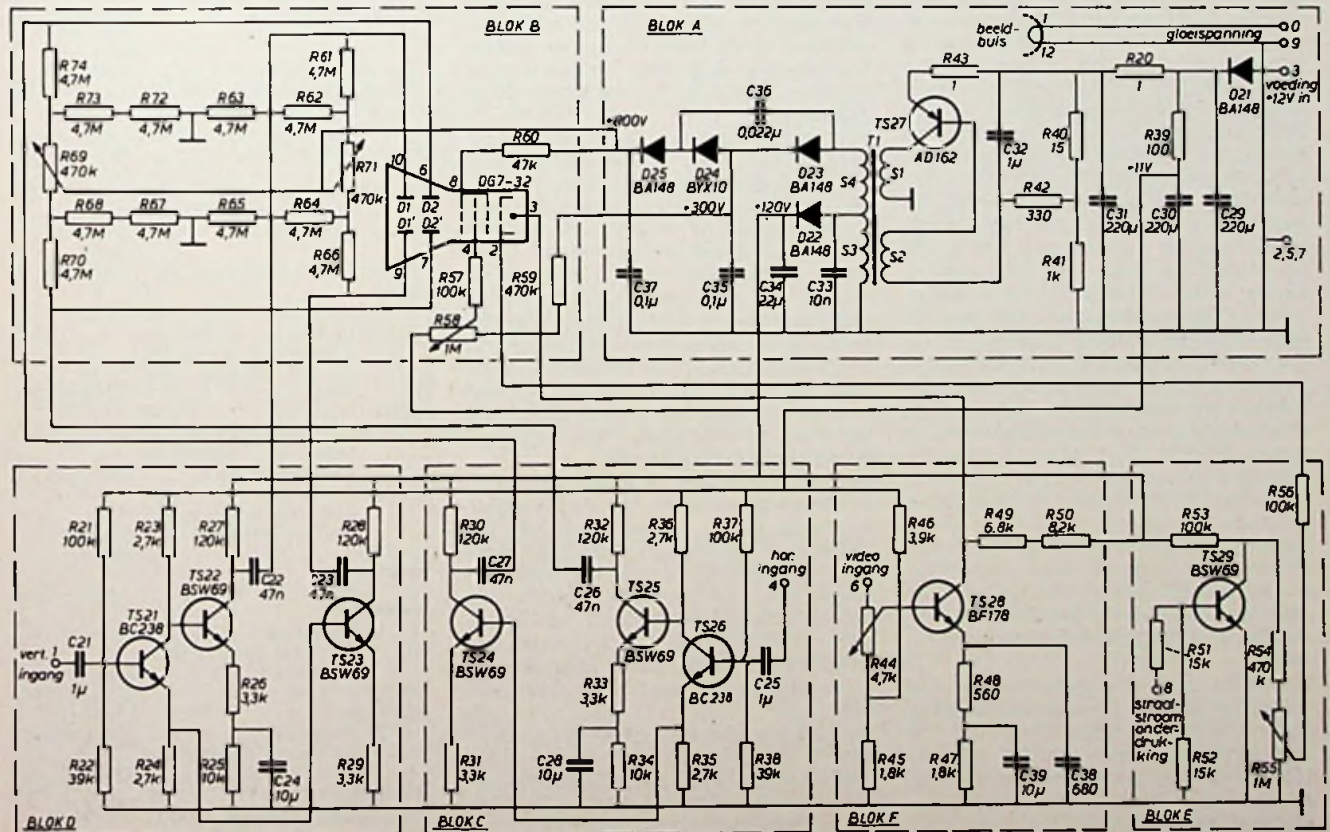 BLOK B
R74
4,7M
R61
4,7M
R73
4,7M
R72
4,7M
R63
4,7M
R62
4,7M
R69
470k
R71
470k
R68
4,7M
R67
4,7M
R65
4,7M
R64
4,7M
R70
4,7M
R66
4,7M
10
6
8
D1
D2
D1'
D2'
9
7
4
2
3
DG7-32
R60
47k
R57
100k
R59
470k
R58
1M
BLOK A
beeld-
buis
1
12
gloeispanning
0
9
3
voeding
+12V in
2,5,7
R43
1
R20
1
D21
BA148
C36
0,022µ
+800V
D25
BA148
D24
BYX10
D23
BA148
+300V
+120V
D22
BA148
T1
S4
S3
S1
S2
TS27
AD162
C32
1µ
R40
15
R42
330
R41
1k
R39
100
+11V
C31
220µ
C30
220µ
C29
220µ
C37
0,1µ
C35
0,1µ
C34
22µ
C33
10n
R21
100k
R23
2,7k
R27
120k
R28
120k
C22
47n
C23
47n
TS22
BSW69
TS21
BC238
TS23
BSW69
vert. 1
ingang
C21
1µ
R26
3,3k
R22
39k
R24
2,7k
R25
10k
C24
10µ
R29
3,3k
BLOK D
R30
120k
C27
47n
R32
120k
R36
2,7k
R37
100k
hor.
ingang
4
C26
47n
TS25
BSW69
TS24
BSW69
TS26
BC238
C25
1µ
R33
3,3k
R31
3,3k
C28
10µ
R34
10k
R35
2,7k
R38
39k
BLOK C
R46
3,9k
R49
6,8k
R50
8,2k
video
ingang
6
TS28
BF178
R44
4,7k
R48
560
R45
1,8k
R47
1,8k
C39
10µ
C38
680
BLOK F
R53
100k
R56
100k
TS29
BSW69
R51
15k
8
straal-
stroom
onder-
druk-
king
R54
470
k
R52
15k
R55
1M
BLOK E